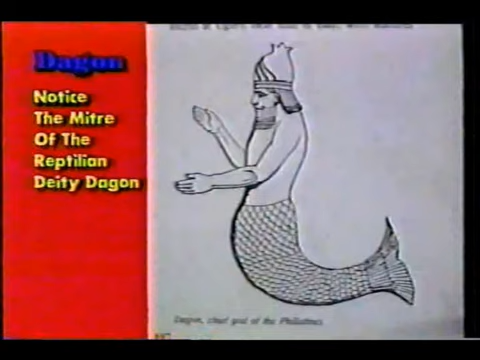 Dagon
Notice
The Mitre
Of The
Reptilian
Deity Dagon
Dagon, chief god of the Philistines